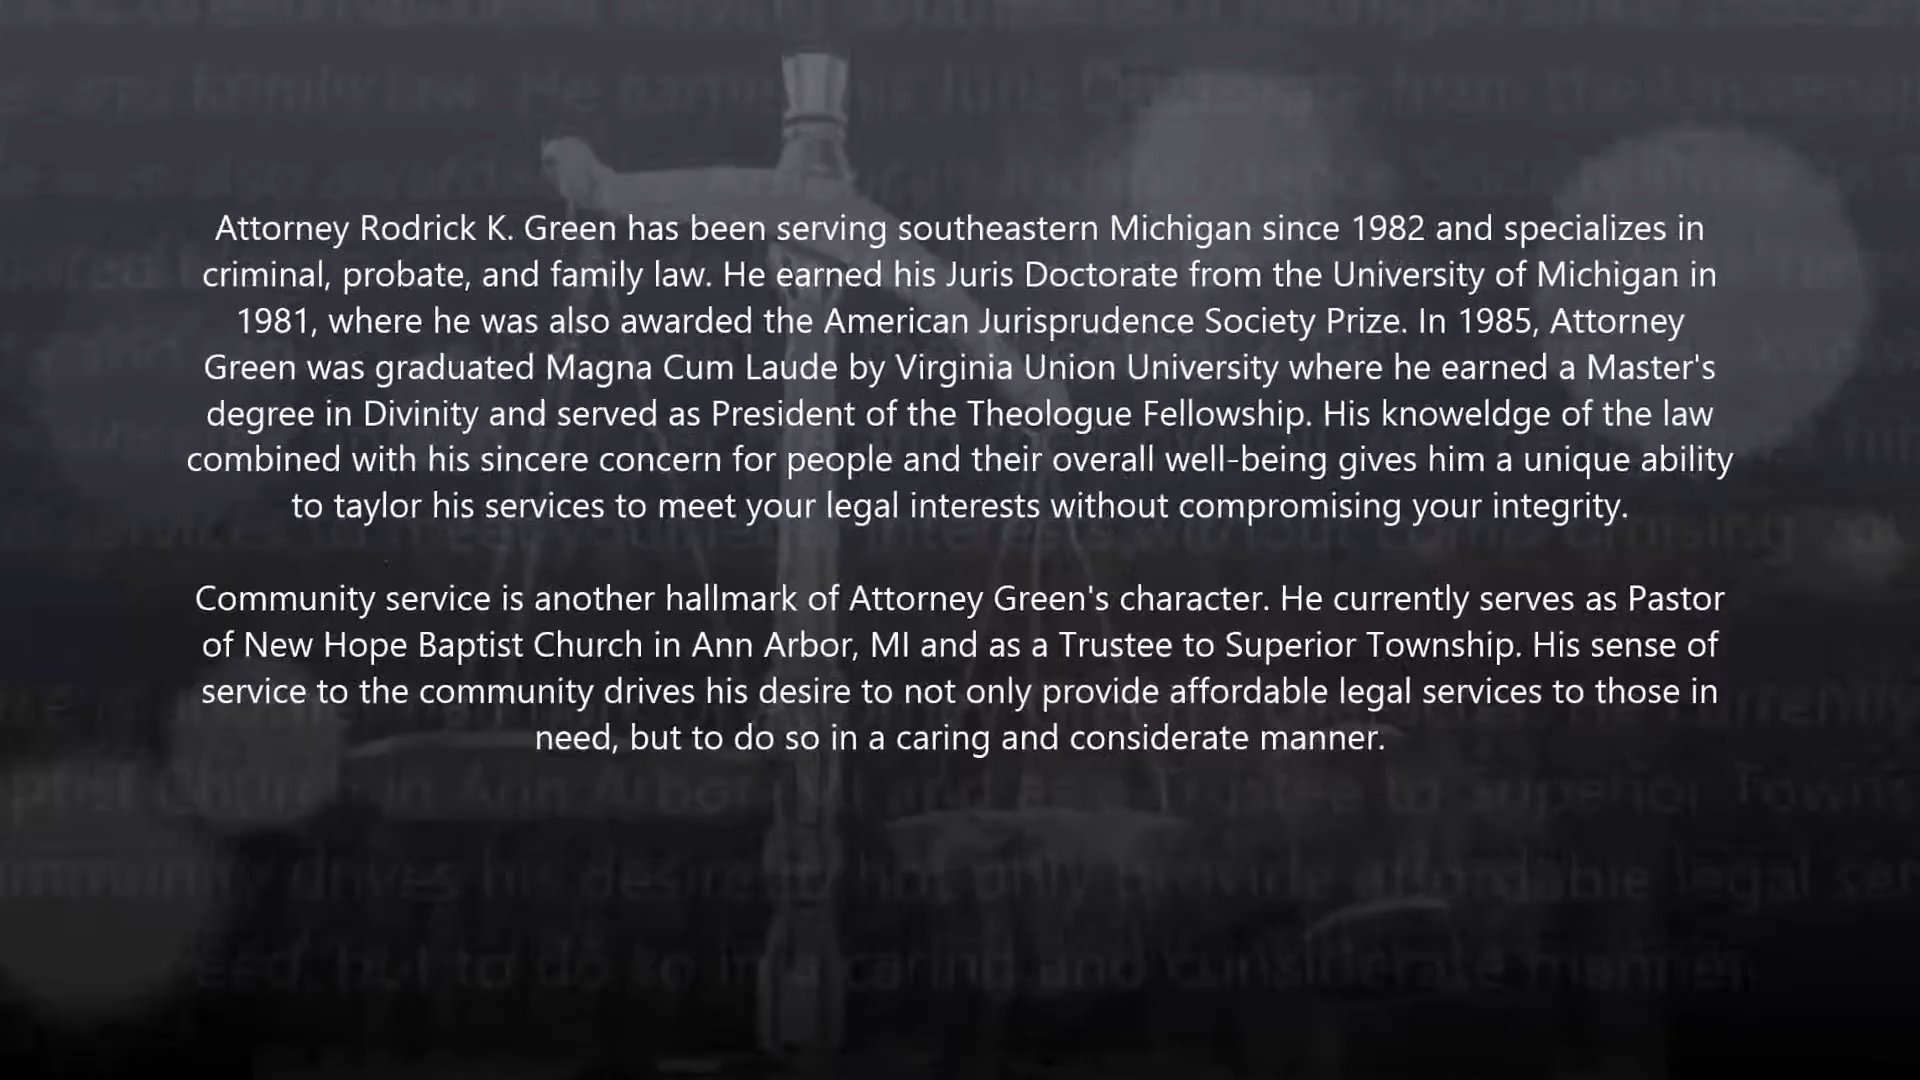 Attorney Rodrick K. Green has been serving southeastern Michigan since 1982 and specializes in
criminal, probate, and family law. He earned his Juris Doctorate from the University of Michigan in
1981, where he was also awarded the American Jurisprudence Society Prize. In 1985, Attorney
Green was graduated Magna Cum Laude by Virginia Union University where he earned a Master's
degree in Divinity and served as President of the Theologue Fellowship. His knoweldge of the law
combined with his sincere concern for people and their overall well-being gives him a unique ability
to taylor his services to meet your legal interests without compromising your integrity.
Community service is another hallmark of Attorney Green's character. He currently serves as Pastor
of New Hope Baptist Church in Ann Arbor, MI and as a Trustee to Superior Township. His sense of
service to the community drives his desire to not only provide affordable legal services to those in
need, but to do so in a caring and considerate manner.